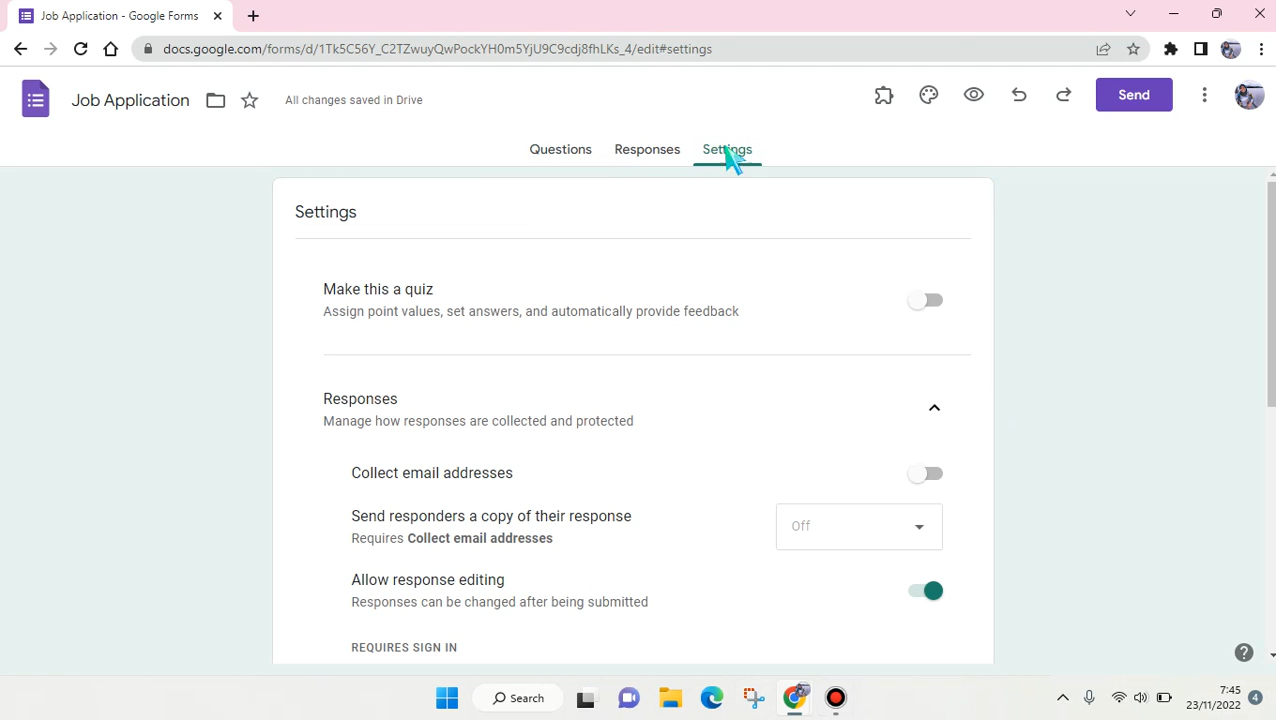 Job Application - Google Forms
docs.google.com/forms/d/1Tk5C56Y_C2TZwuyQwPockYH0m5YjU9C9cdj8fhLKs_4/edit#settings
Job Application
All changes saved in Drive
Send
Questions Responses Settings
Settings
Make this a quiz
Assign point values, set answers, and automatically provide feedback
Responses
Manage how responses are collected and protected
Collect email addresses
Send responders a copy of their response
Off
Requires Collect email addresses
Allow response editing
Responses can be changed after being submitted
REQUIRES SIGN IN
Search
7:45
23/11/2022
4